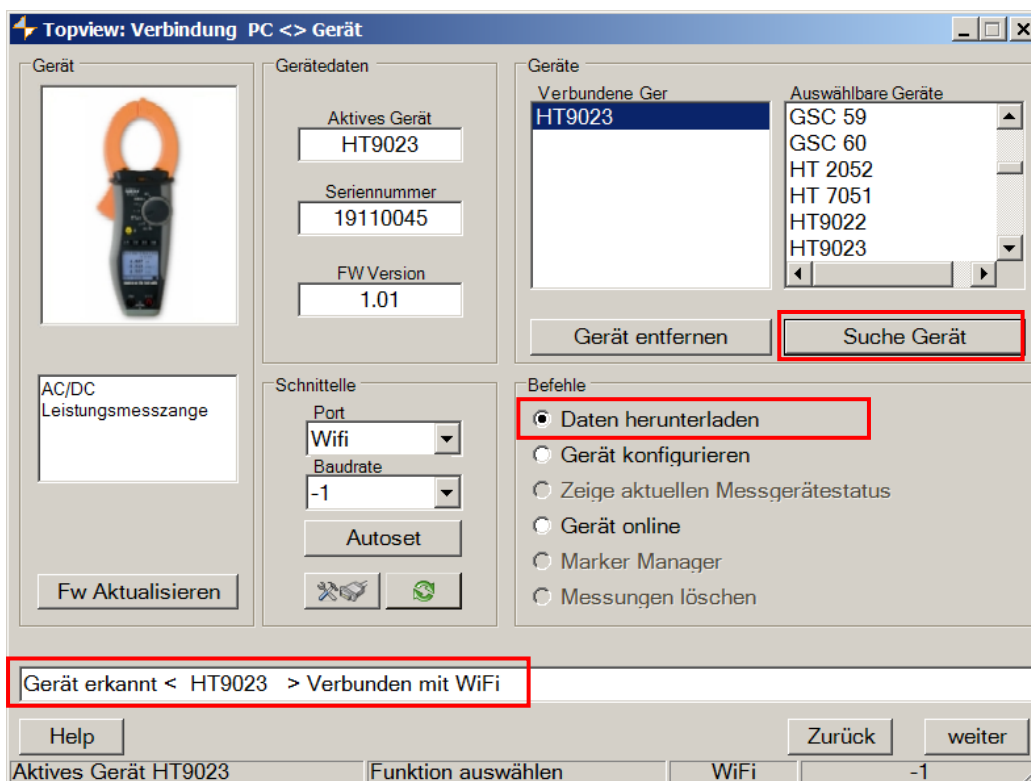 Topview: Verbindung PC <> Gerät
Gerät
AC/DC
Leistungsmesszange
Fw Aktualisieren
Gerätedaten
Aktives Gerät
HT9023
Seriennummer
19110045
FW Version
1.01
Schnittelle
Port
Wifi
Baudrate
-1
Autoset
Geräte
Verbundene Ger
HT9023
Auswählbare Geräte
GSC 59
GSC 60
HT 2052
HT 7051
HT9022
HT9023
Gerät entfernen
Suche Gerät
Befehle
Daten herunterladen
Gerät konfigurieren
Zeige aktuellen Messgerätestatus
Gerät online
Marker Manager
Messungen löschen
Gerät erkannt < HT9023 > Verbunden mit WiFi
Help
Zurück
weiter
Aktives Gerät HT9023
Funktion auswählen
WiFi
-1